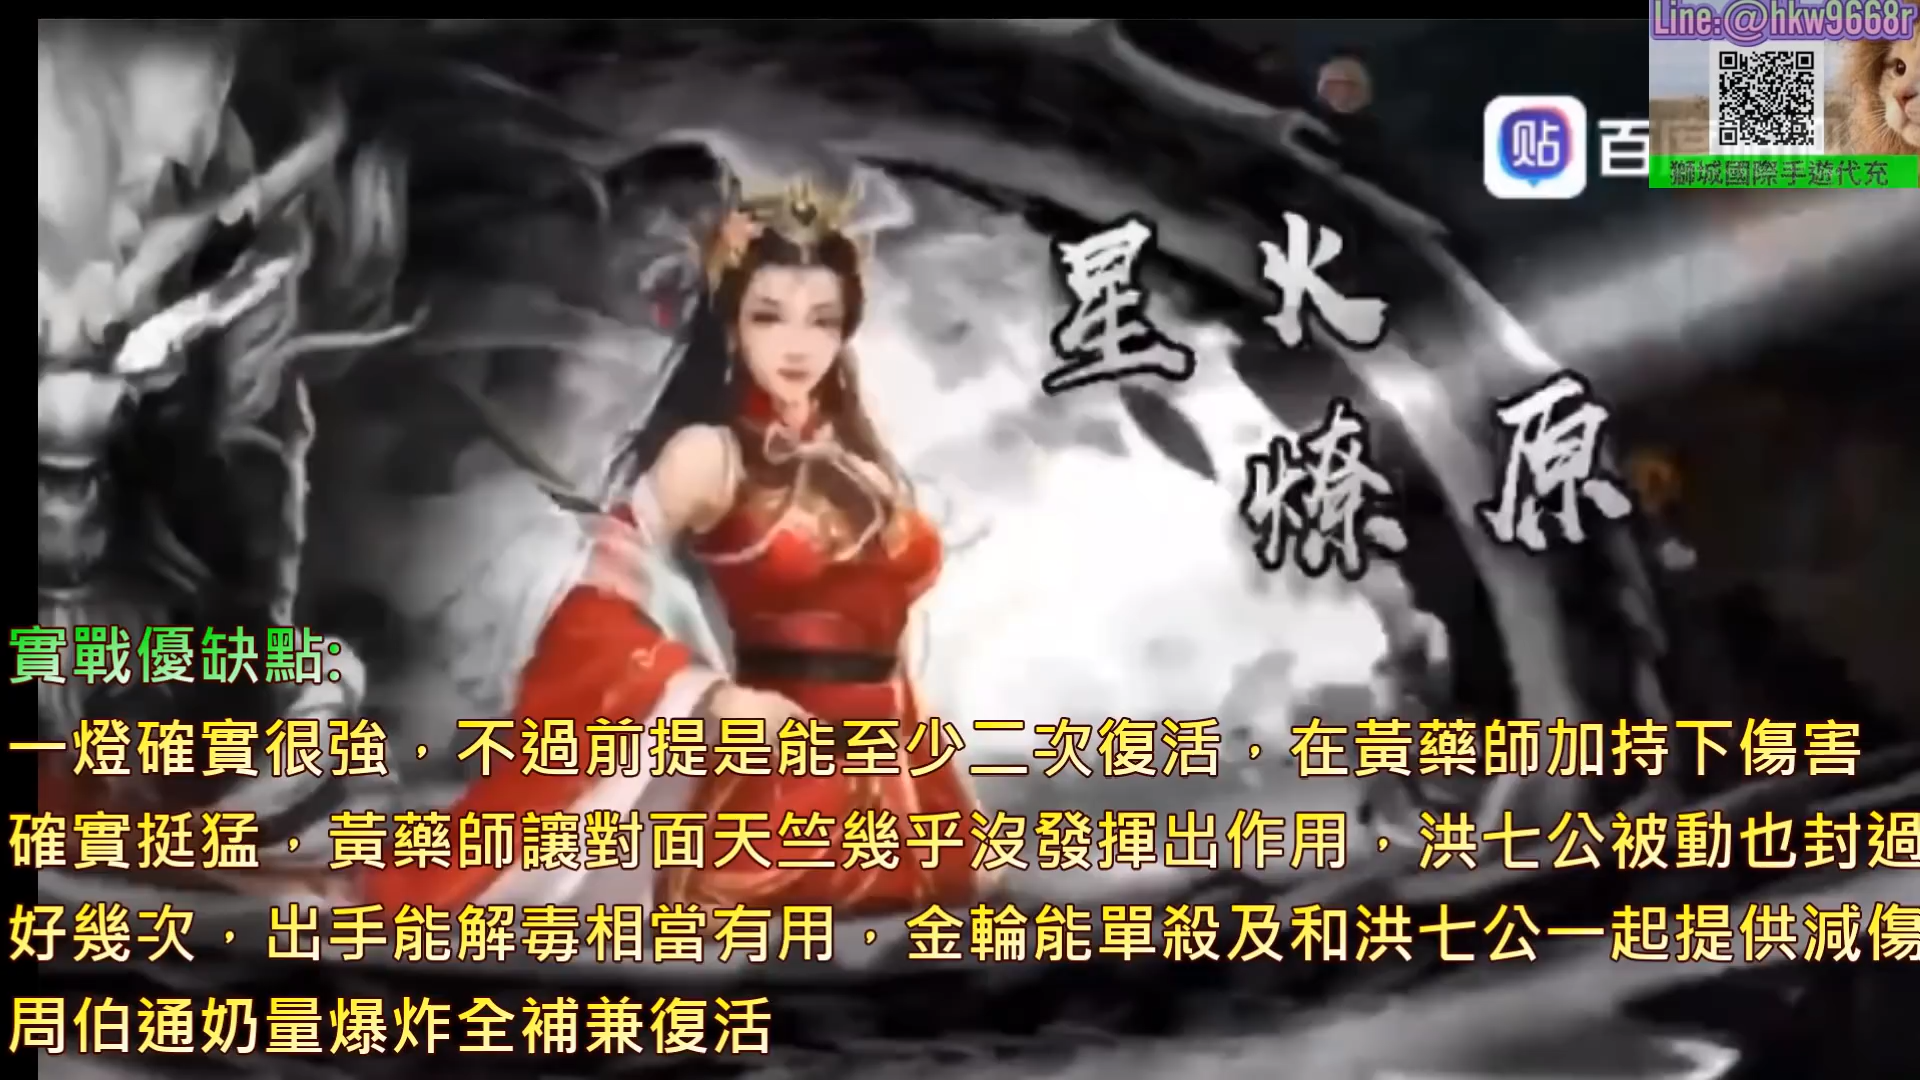 Line:@hkw9668r
贴
百
獅城國際手遊代充
星火
燎原
實戰優缺點:
一燈確實很強，不過前提是能至少二次復活，在黃藥師加持下傷害
確實挺猛，黃藥師讓對面天竺幾乎沒發揮出作用，洪七公被動也封過
好幾次，出手能解毒相當有用，金輪能單殺及和洪七公一起提供減傷
周伯通奶量爆炸全補兼復活